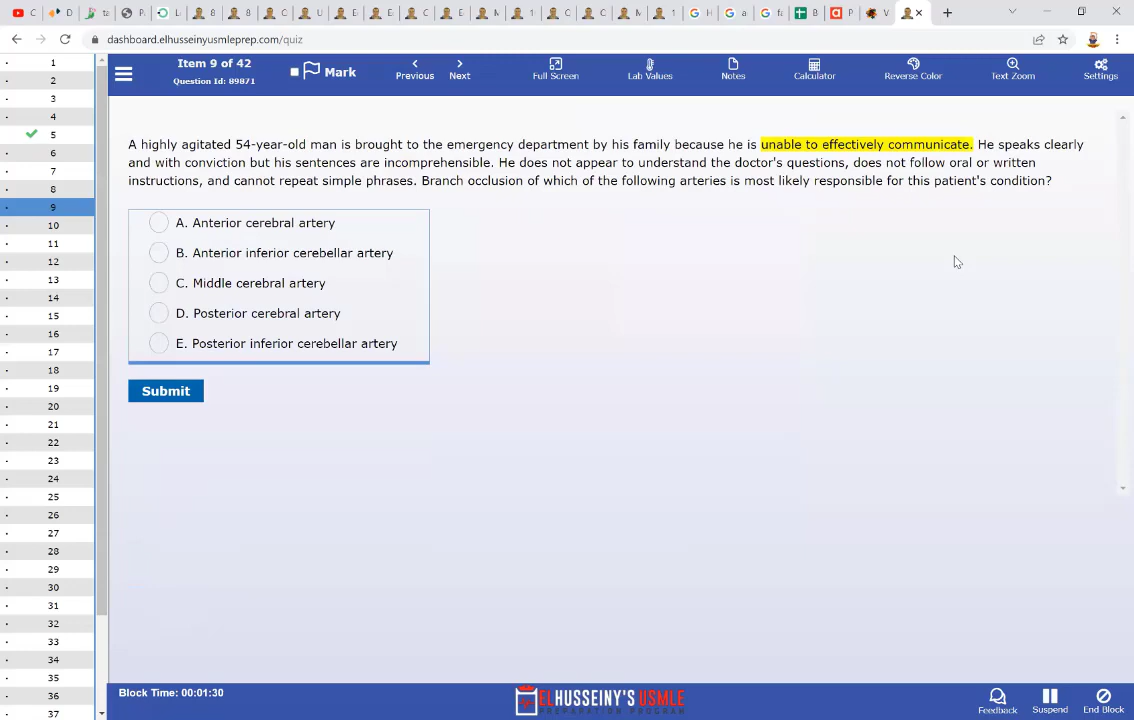 C
D
ta
P
L
8
8
C
U
E
E
C
E
M
1
C
C
M
1
H
a
f
B
P
V
dashboard.elhusseinyusmleprep.com/quiz
Item 9 of 42
Question Id: 89871
Mark
Previous
Next
Full Screen
Lab Values
Notes
Calculator
Reverse Color
Text Zoom
Settings
1
2
3
4
5
6
7
8
9
10
11
12
13
14
15
16
17
18
19
20
21
22
23
24
25
26
27
28
29
30
31
32
33
34
35
36
37
A highly agitated 54-year-old man is brought to the emergency department by his family because he is unable to effectively communicate. He speaks clearly
and with conviction but his sentences are incomprehensible. He does not appear to understand the doctor's questions, does not follow oral or written
instructions, and cannot repeat simple phrases. Branch occlusion of which of the following arteries is most likely responsible for this patient's condition?
A. Anterior cerebral artery
B. Anterior inferior cerebellar artery
C. Middle cerebral artery
D. Posterior cerebral artery
E. Posterior inferior cerebellar artery
Submit
Block Time: 00:01:30
ELHUSSEINY'S USMLE
PREPARATION PROGRAM
Feedback
Suspend
End Block